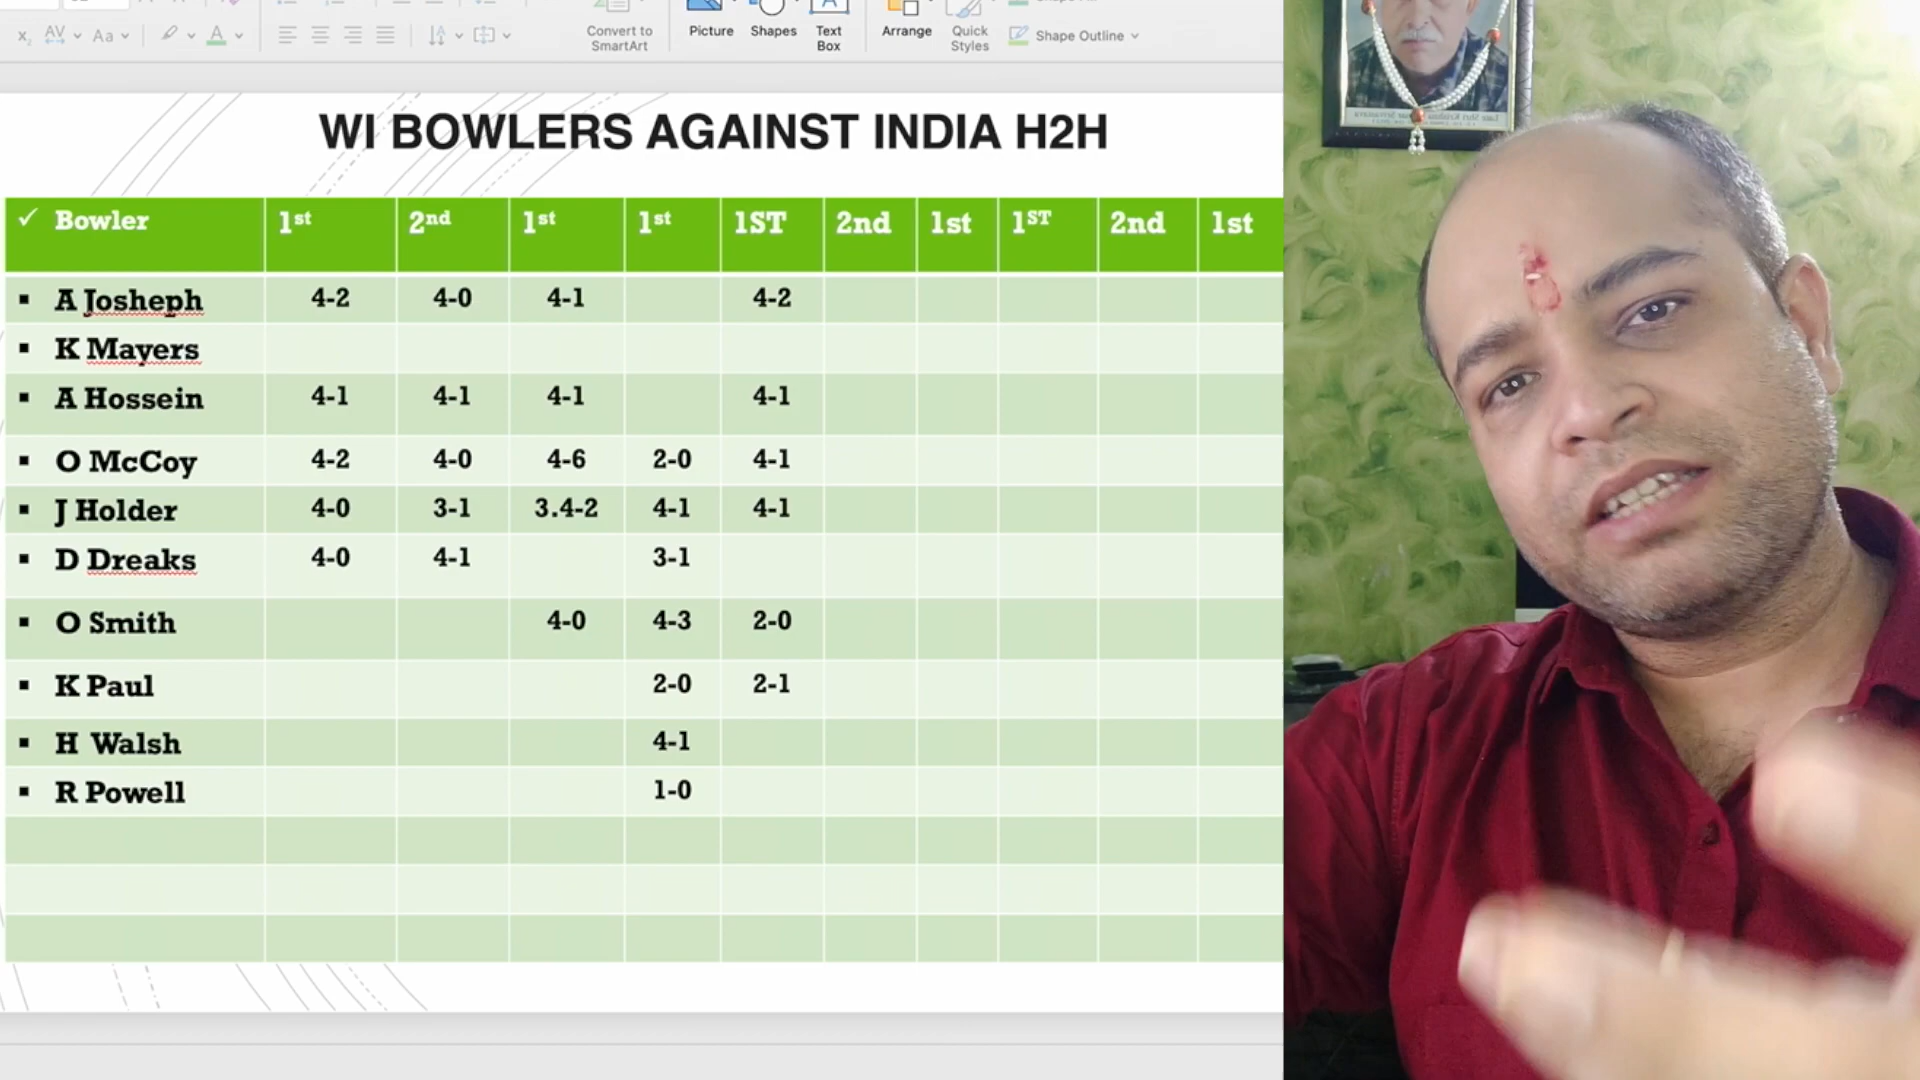 Aa
Convert to
SmartArt
Picture
Shapes
Text
Box
Arrange
Quick
Styles
Shape Outline
WI BOWLERS AGAINST INDIA H2H
✓ Bowler 1st 2nd 1st 1st 1ST 2nd 1st 1ST 2nd 1st
▪ A Josheph 4-2 4-0 4-1 4-2
▪ K Mayers
▪ A Hossein 4-1 4-1 4-1 4-1
▪ O McCoy 4-2 4-0 4-6 2-0 4-1
▪ J Holder 4-0 3-1 3.4-2 4-1 4-1
▪ D Dreaks 4-0 4-1 3-1
▪ O Smith 4-0 4-3 2-0
▪ K Paul 2-0 2-1
▪ H Walsh 4-1
▪ R Powell 1-0